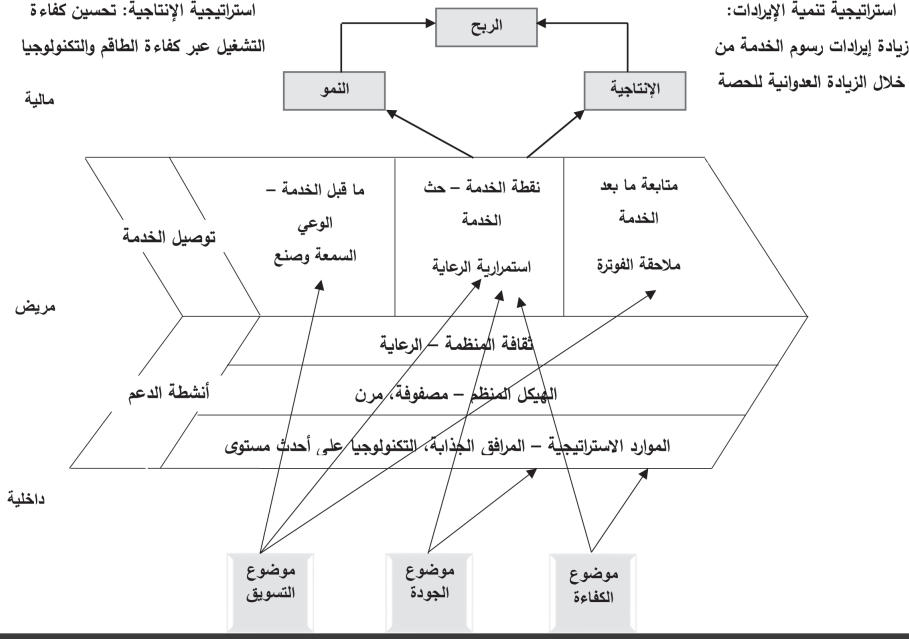 استراتيجية تنمية الإيرادات:
زيادة إيرادات رسوم الخدمة من
خلال الزيادة العدوانية للحصة
الربح
استراتيجية الإنتاجية: تحسين كفاءة
التشغيل عبر كفاءة الطاقم والتكنولوجيا
الإنتاجية
النمو
مالية
متابعة ما بعد
الخدمة
ملاحقة الفوترة
نقطة الخدمة – حث
الخدمة
استمرارية الرعاية
ما قبل الخدمة –
الوعي
السمعة وصنع
توصيل الخدمة
مريض
ثقافة المنظمة – الرعاية
الهيكل المنظم – مصفوفة، مرن
الموارد الاستراتيجية – المرافق الجذابة، التكنولوجيا على أحدث مستوى
أنشطة الدعم
داخلية
موضوع
الكفاءة
موضوع
الجودة
موضوع
التسويق